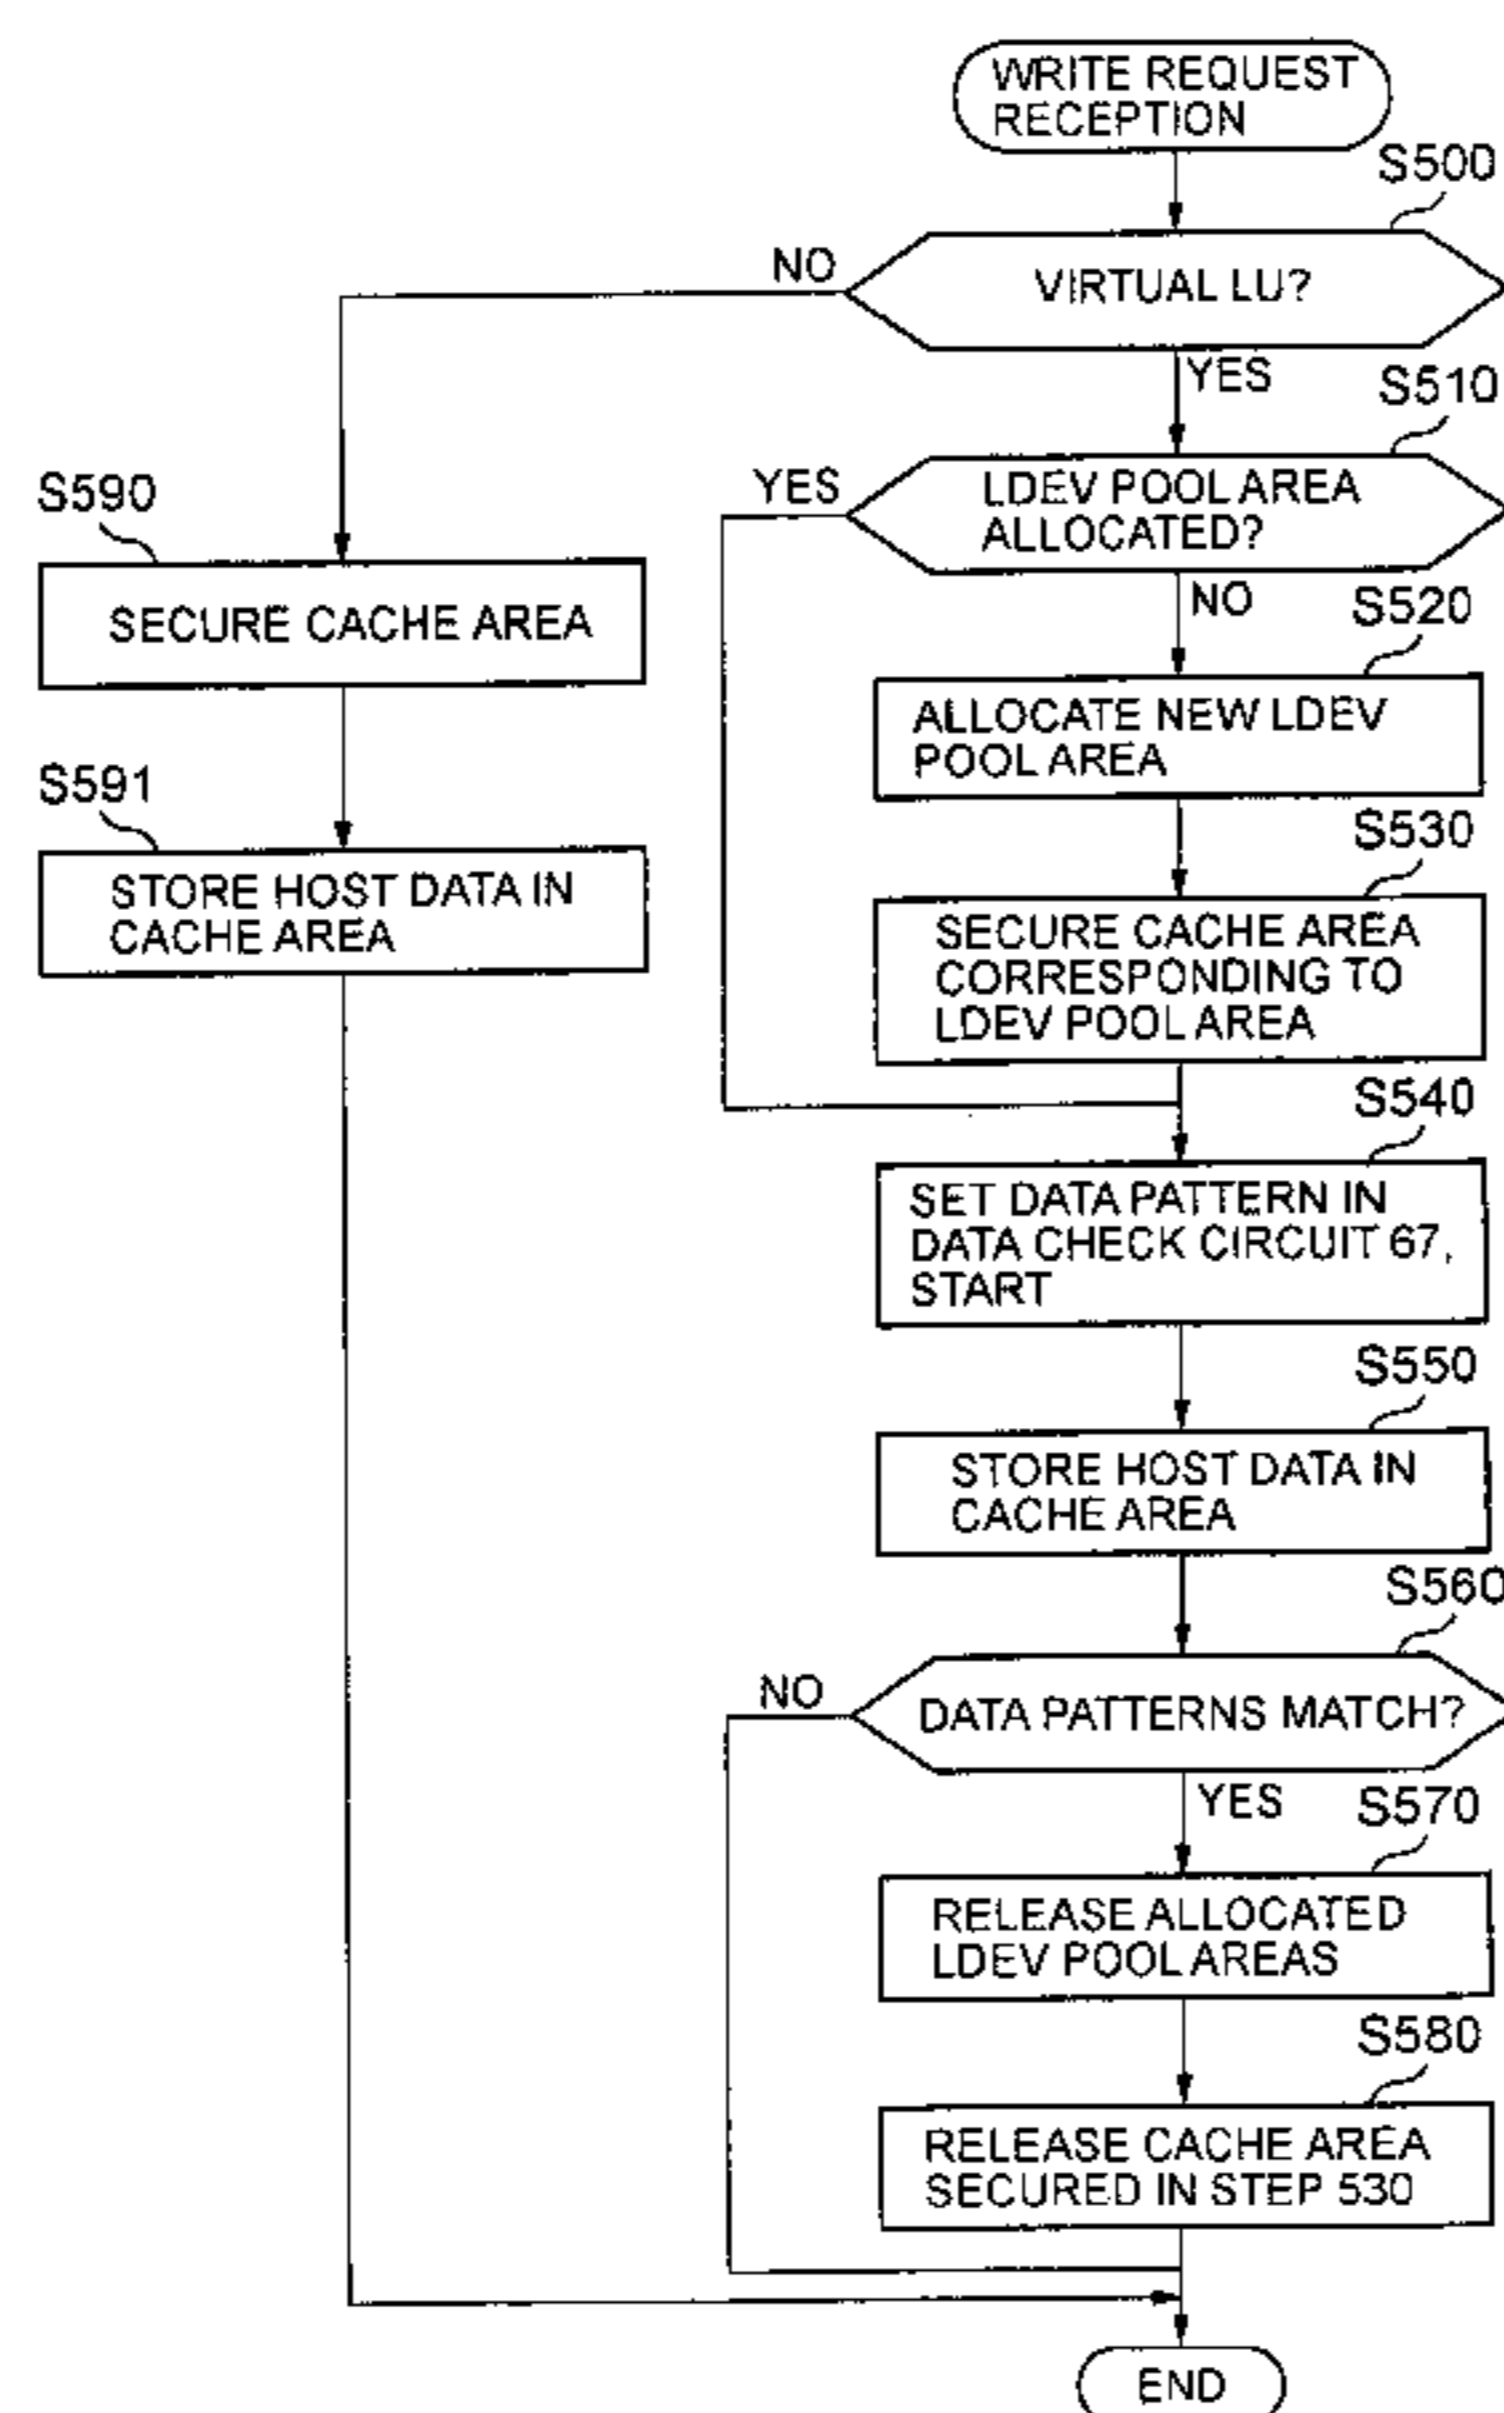 WRITE REQUEST
RECEPTION
S500
NO
VIRTUAL LU?
YES
S510
YES
LDEV POOL AREA
ALLOCATED?
S590
NO
S520
SECURE CACHE AREA
ALLOCATE NEW LDEV
POOL AREA
S591
S530
STORE HOST DATA IN
CACHE AREA
SECURE CACHE AREA
CORRESPONDING TO
LDEV POOL AREA
S540
SET DATA PATTERN IN
DATA CHECK CIRCUIT 67,
START
S550
STORE HOST DATA IN
CACHE AREA
S560
NO
DATA PATTERNS MATCH?
YES
S570
RELEASE ALLOCATED
LDEV POOL AREAS
S580
RELEASE CACHE AREA
SECURED IN STEP 530
END